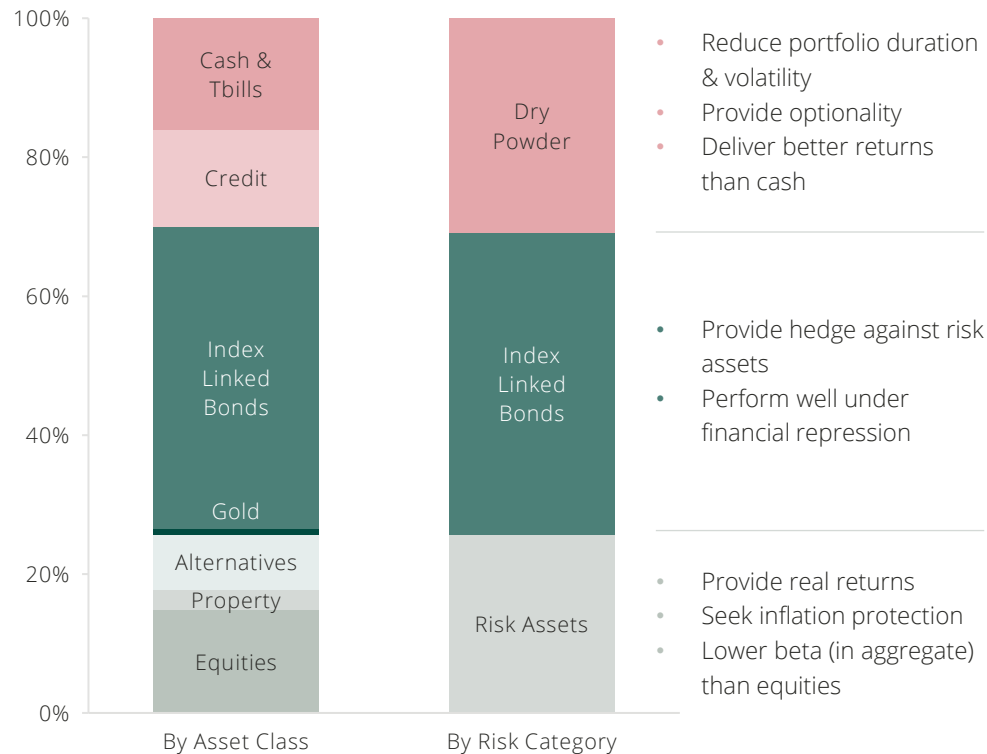 100%
80%
60%
40%
20%
0%
Cash &
Tbills
Credit
Index
Linked
Bonds
Gold
Alternatives
Property
Equities
By Asset Class
Dry
Powder
Index
Linked
Bonds
Risk Assets
By Risk Category
• Reduce portfolio duration
& volatility
• Provide optionality
• Deliver better returns
than cash
• Provide hedge against risk
assets
• Perform well under
financial repression
• Provide real returns
• Seek inflation protection
• Lower beta (in aggregate)
than equities